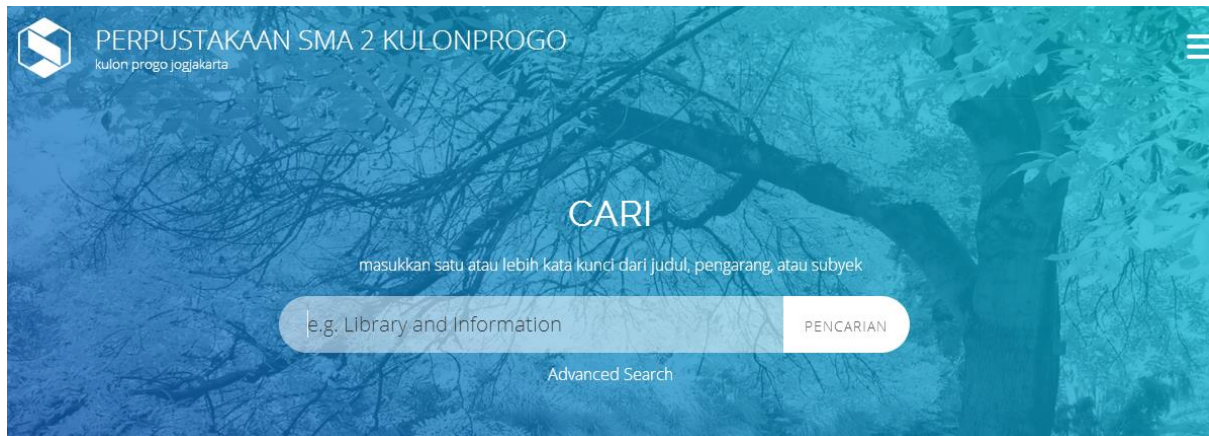 PERPUSTAKAAN SMA 2 KULONPROGO
kulon progo jogjakarta
CARI
masukkan satu atau lebih kata kunci dari judul, pengarang, atau subyek
e.g. Library and Information
PENCARIAN
Advanced Search